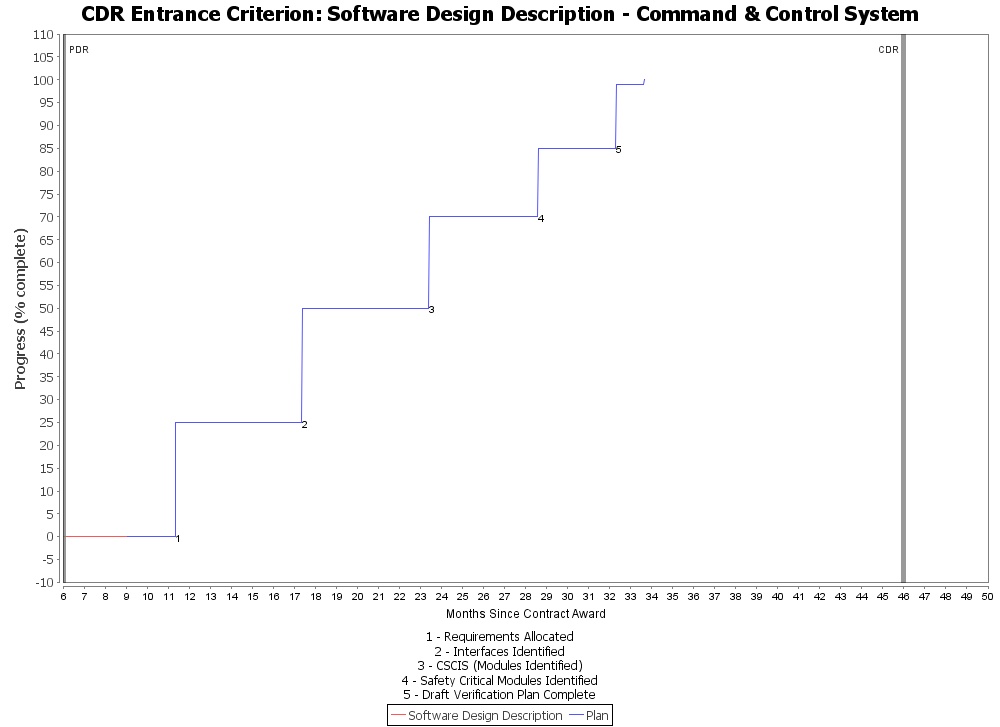 CDR Entrance Criterion: Software Design Description - Command & Control System
110
105
100
95
90
85
80
75
70
65
60
55
50
45
40
35
30
25
20
15
10
5
0
-5
-10
Progress (% complete)
PDR
CDR
1
2
3
4
5
6 7 8 9 10 11 12 13 14 15 16 17 18 19 20 21 22 23 24 25 26 27 28 29 30 31 32 33 34 35 36 37 38 39 40 41 42 43 44 45 46 47 48 49 50
Months Since Contract Award
1 - Requirements Allocated
2 - Interfaces Identified
3 - CSCIS (Modules Identified)
4 - Safety Critical Modules Identified
5 - Draft Verification Plan Complete
Software Design Description Plan